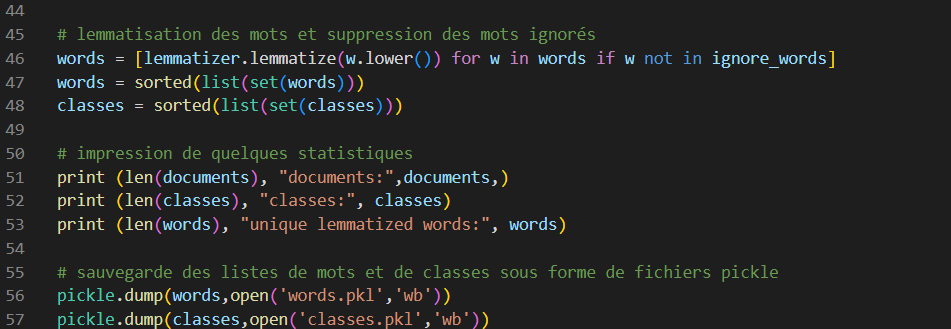 44
45 # lemmatisation des mots et suppression des mots ignorés
46 words = [lemmatizer.lemmatize(w.lower()) for w in words if w not in ignore_words]
47 words = sorted(list(set(words)))
48 classes = sorted(list(set(classes)))
49
50 # impression de quelques statistiques
51 print (len(documents), "documents:",documents,)
52 print (len(classes), "classes:", classes)
53 print (len(words), "unique lemmatized words:", words)
54
55 # sauvegarde des listes de mots et de classes sous forme de fichiers pickle
56 pickle.dump(words,open('words.pkl','wb'))
57 pickle.dump(classes,open('classes.pkl','wb'))